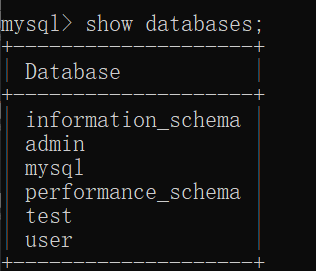 mysql> show databases;
+--------------------+
| Database           |
+--------------------+
| information_schema |
| admin              |
| mysql              |
| performance_schema |
| test               |
| user               |
+--------------------+